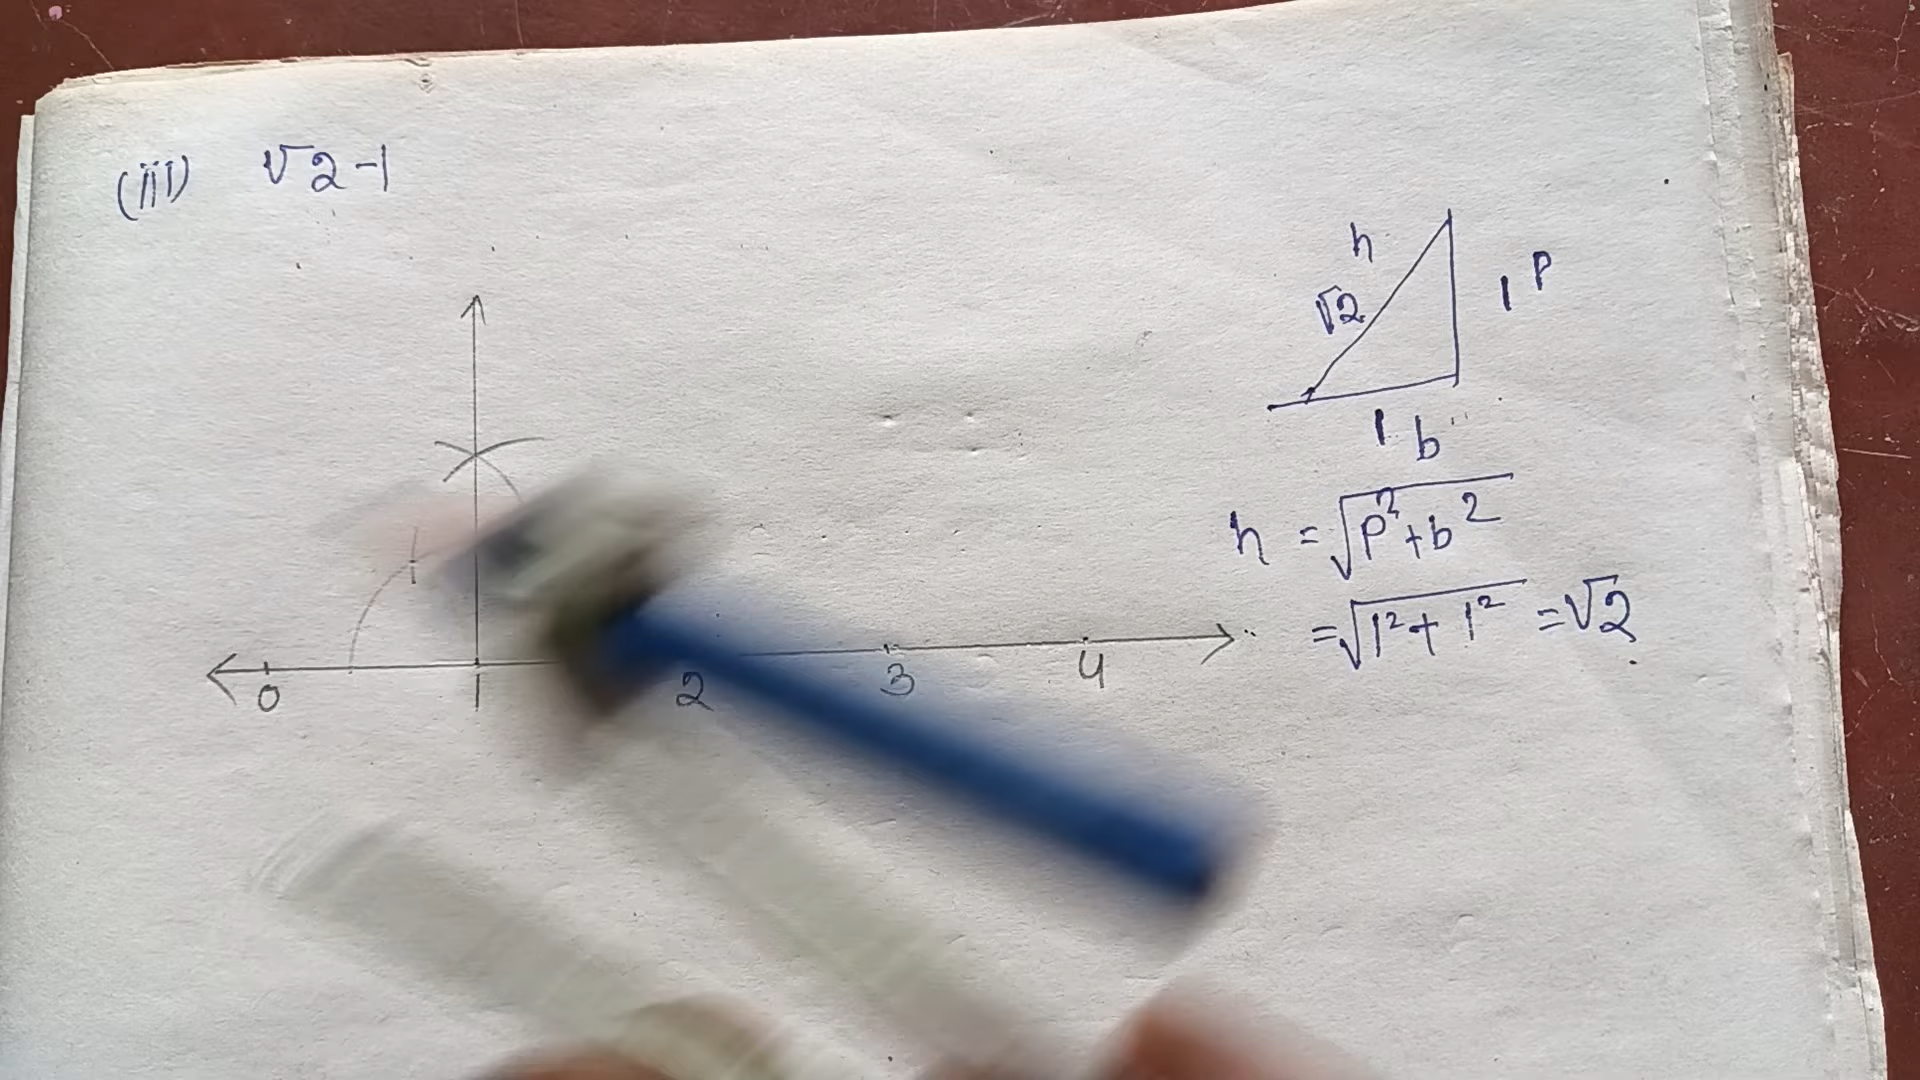 (iii) √2-1
h
√2
1 P
1 b
h = √P²+b²
= √1²+1² = √2
0 1 2 3 4